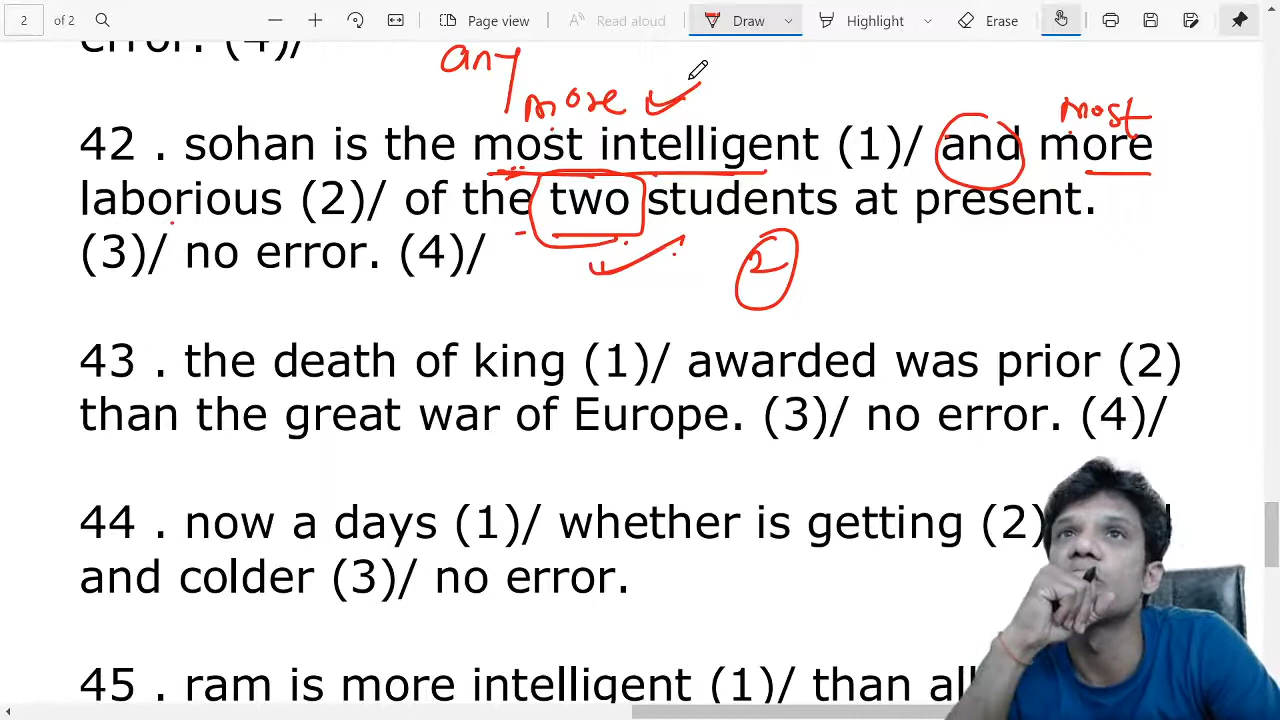 2 of 2 Page view Read aloud Draw Highlight Erase
error. (4)/
any
more most
42 . sohan is the most intelligent (1)/ and more
laborious (2)/ of the two students at present.
(3)/ no error. (4)/
2
43 . the death of king (1)/ awarded was prior (2)
than the great war of Europe. (3)/ no error. (4)/
44 . now a days (1)/ whether is getting (2)
and colder (3)/ no error.
45 . ram is more intelligent (1)/ than all